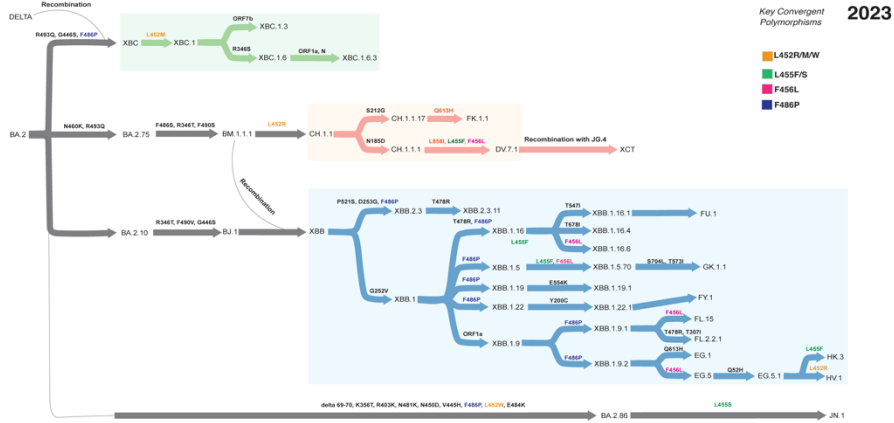 Key Convergent
Polymorphisms
2023
L452R/M/W
L455F/S
F456L
F486P
DELTA
Recombination
R493Q, G446S, F486P
XBC
L452M
XBC.1
ORF7b
XBC.1.3
R346S
XBC.1.6
ORF1a, N
XBC.1.6.3
BA.2
N460K, R493Q
BA.2.75
F486S, R346T, F490S
BM.1.1.1
L452R
CH.1.1
S212G
CH.1.1.17
Q613H
FK.1.1
N185D
CH.1.1.1
L858I, L455F, F456L
DV.7.1
Recombination with JG.4
XCT
Recombination
BA.2.10
R346T, F490V, G446S
BJ.1
XBB
P521S, D253G, F486P
XBB.2.3
T478R
XBB.2.3.11
G252V
XBB.1
T478R, F486P
XBB.1.16
L455F
T547I
XBB.1.16.1
FU.1
T678I
XBB.1.16.4
F456L
XBB.1.16.6
F486P
XBB.1.5
L455F, F456L
XBB.1.5.70
S704L, T573I
GK.1.1
F486P
XBB.1.19
E554K
XBB.1.19.1
F486P
XBB.1.22
Y200C
XBB.1.22.1
FY.1
ORF1a
XBB.1.9
F486P
XBB.1.9.1
F456L
FL.15
T478R, T307I
FL.2.2.1
F486P
XBB.1.9.2
Q613H
EG.1
F456L
EG.5
Q52H
EG.5.1
L455F
HK.3
L452R
HV.1
delta 69-70, K356T, R403K, N481K, N450D, V445H, F486P, L452W, E484K
BA.2.86
L455S
JN.1